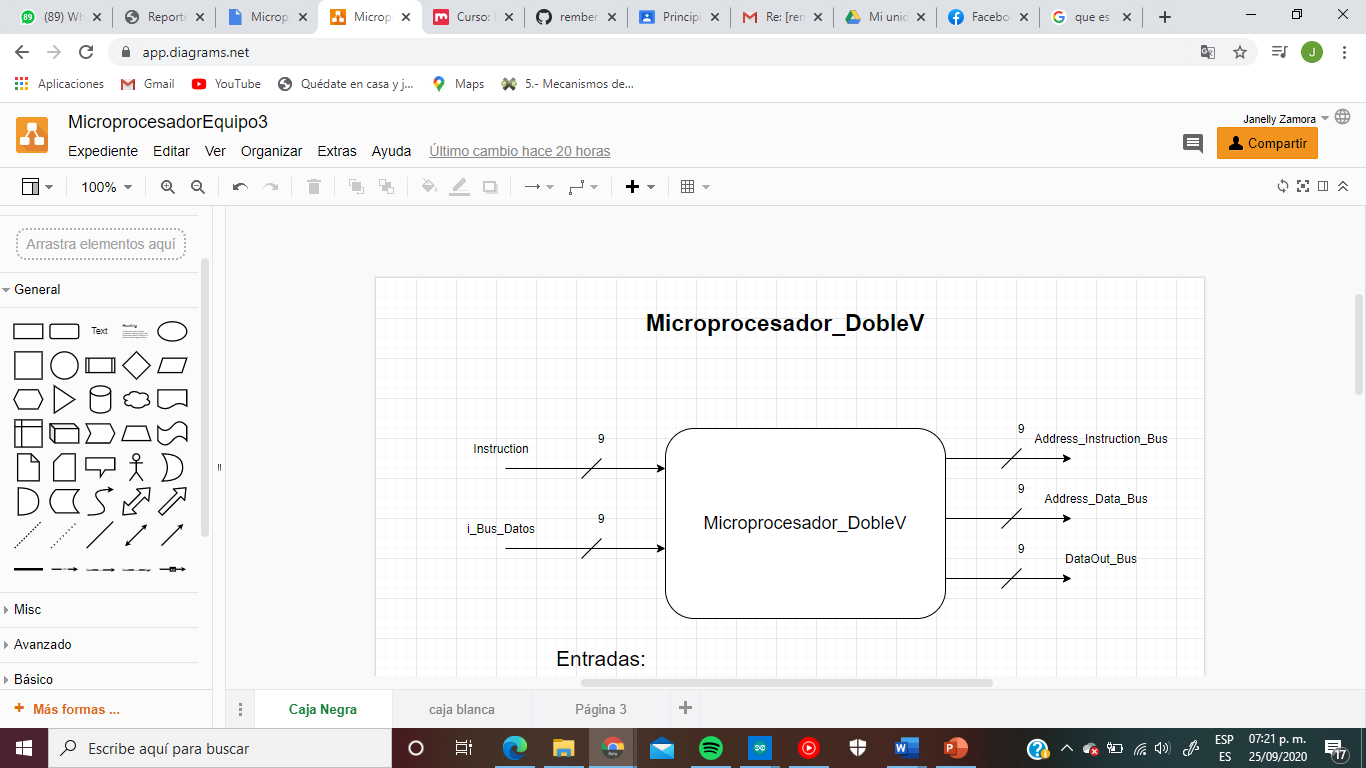 (89) Wh
Reporte
Microp
Microp
Curso:
rember
Principi
Re: [rem
Mi unic
Facebo
que es
app.diagrams.net
J
Aplicaciones
Gmail
YouTube
Quédate en casa y j...
Maps
5.- Mecanismos de...
MicroprocesadorEquipo3
Janelly Zamora
Expediente
Editar
Ver
Organizar
Extras
Ayuda
Último cambio hace 20 horas
Compartir
100%
Arrastra elementos aquí
General
Text
Heading
Misc
Avanzado
Básico
Más formas ...
Microprocesador_DobleV
Instruction
9
i_Bus_Datos
9
Microprocesador_DobleV
9
Address_Instruction_Bus
9
Address_Data_Bus
9
DataOut_Bus
Entradas:
Caja Negra
caja blanca
Página 3
Escribe aquí para buscar
ESP
ES
07:21 p. m.
25/09/2020
17